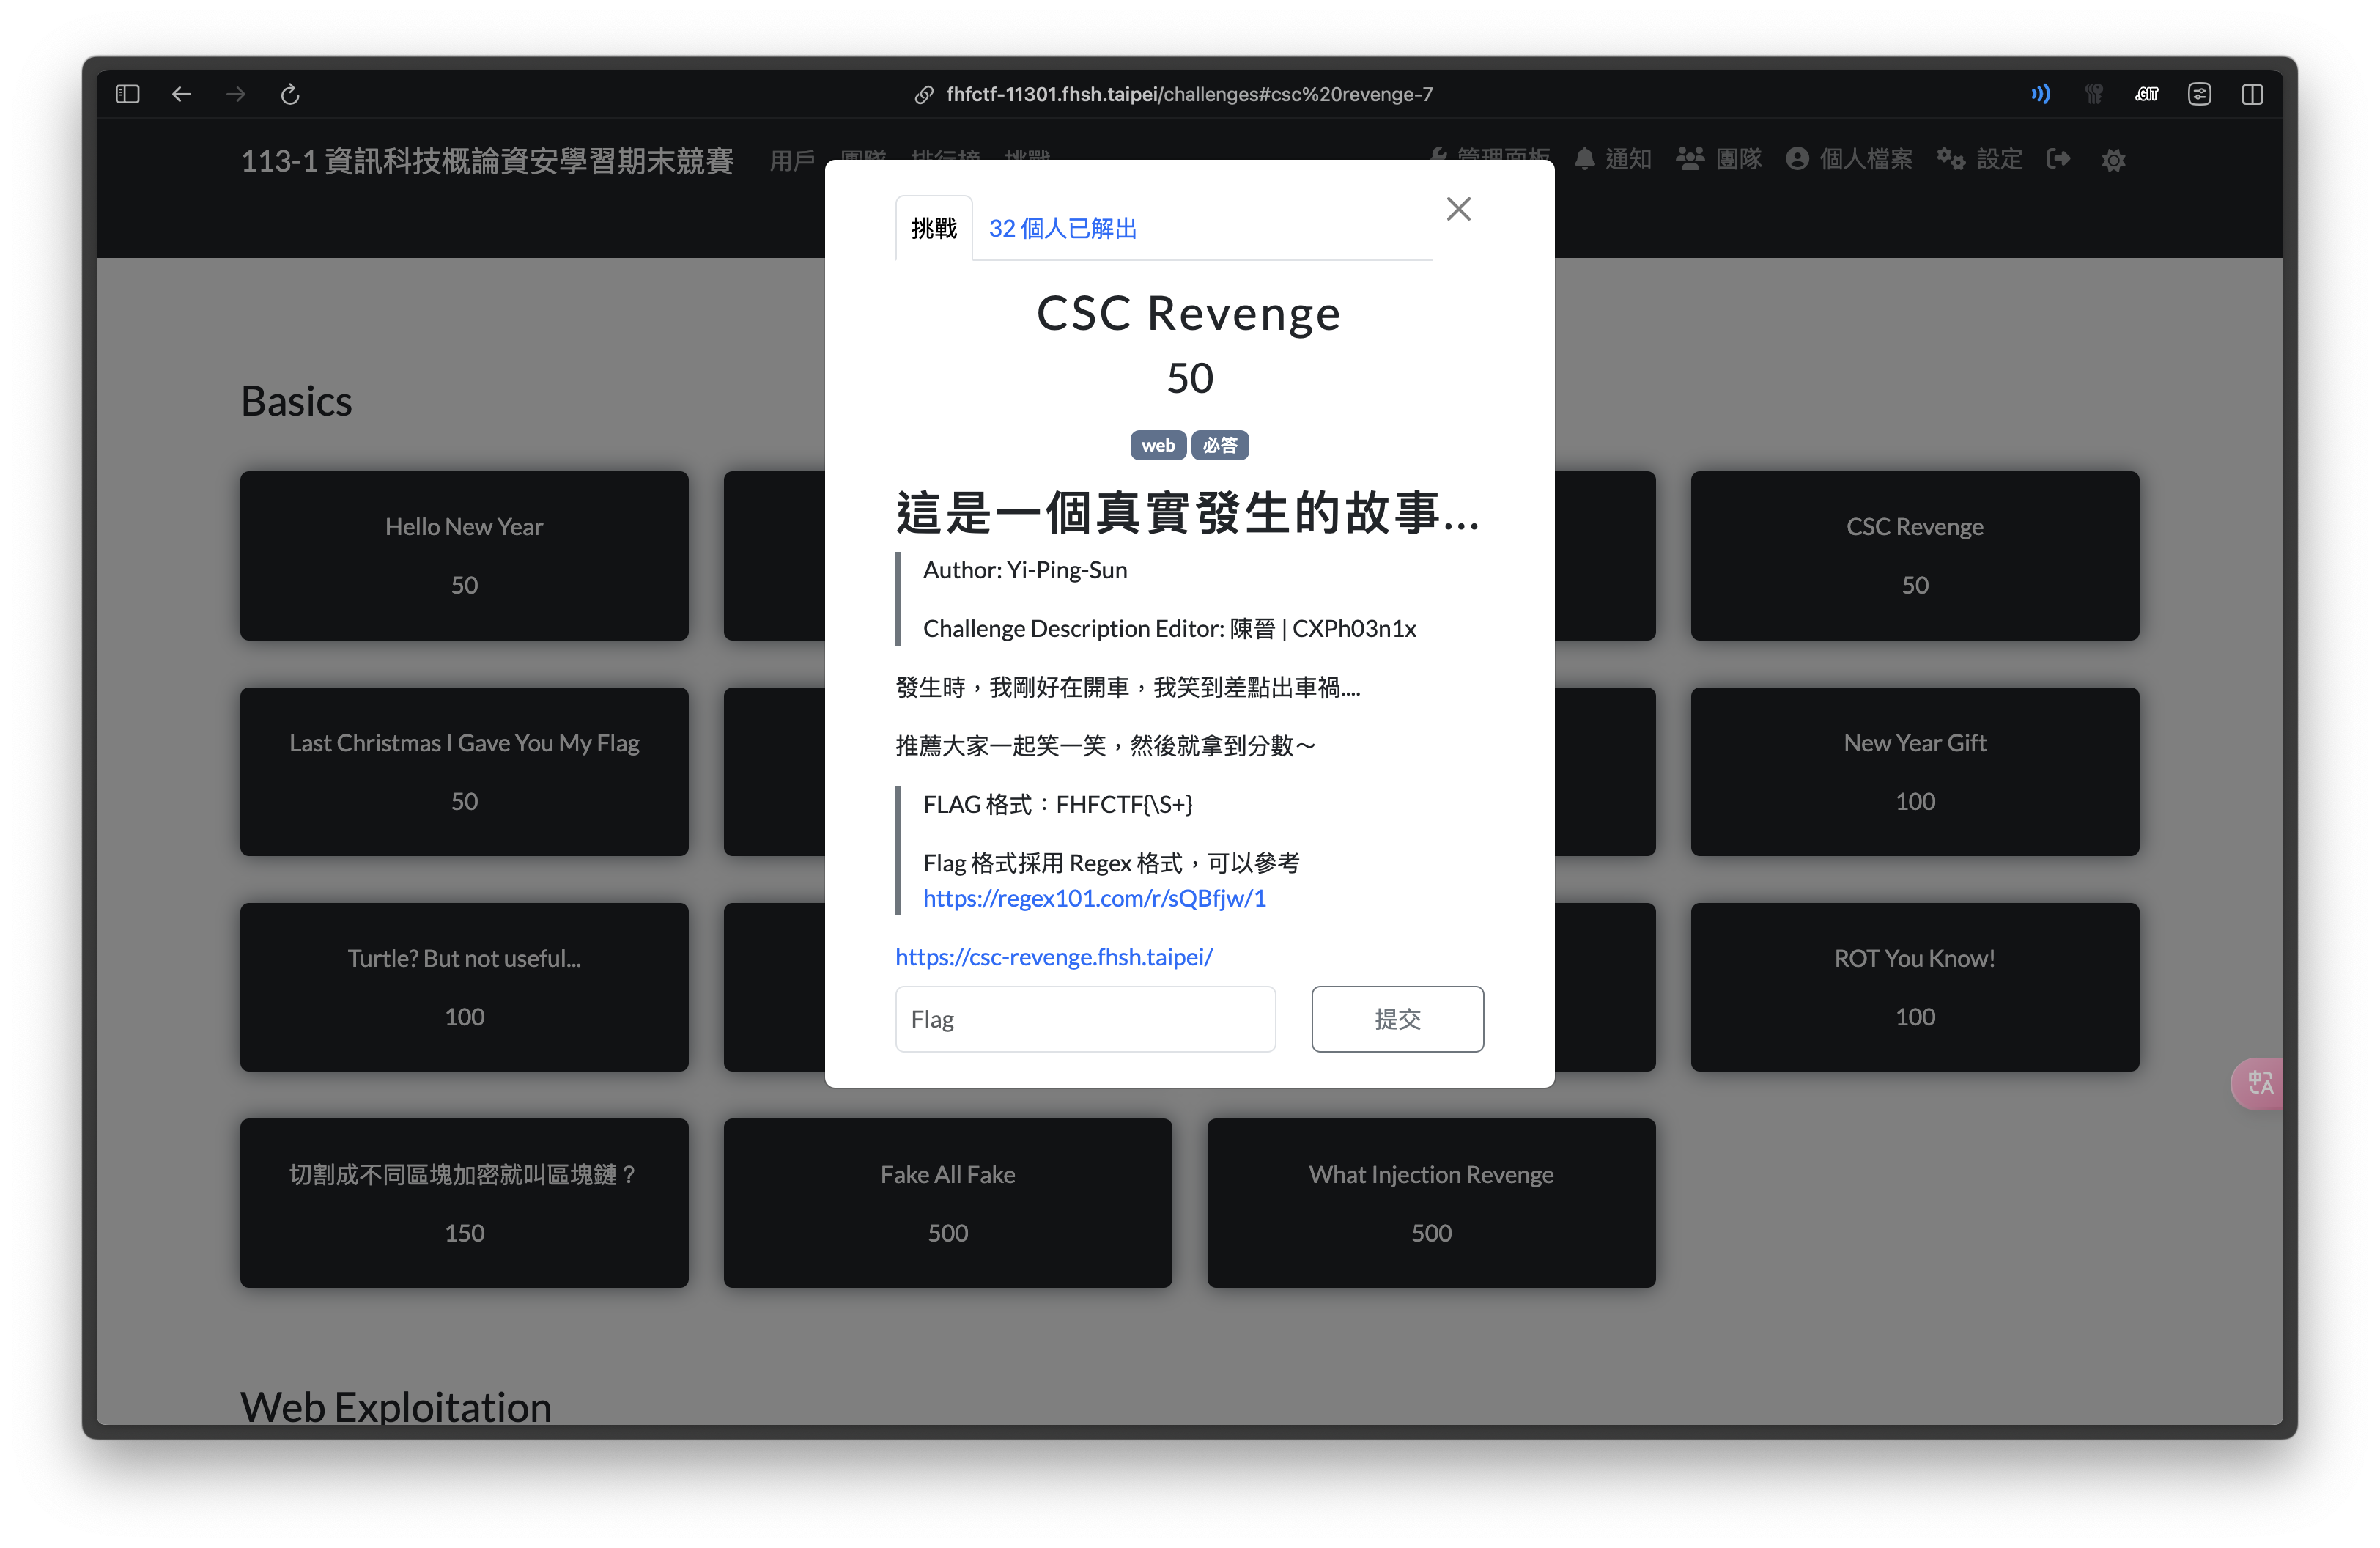 fhfctf-11301.fhsh.taipei/challenges#csc%20revenge-7
.GIT
113-1 資訊科技概論資安學習期末競賽
用戶 團隊 排行榜 挑戰
管理面板 通知 團隊 個人檔案 設定
挑戰
32 個人已解出
CSC Revenge
50
web 必答
這是一個真實發生的故事...
Author: Yi-Ping-Sun
Challenge Description Editor: 陳晉 | CXPh03n1x
發生時，我剛好在開車，我笑到差點出車禍....
推薦大家一起笑一笑，然後就拿到分數～
FLAG 格式：FHFCTF{\S+}
Flag 格式採用 Regex 格式，可以參考
https://regex101.com/r/sQBfjw/1
https://csc-revenge.fhsh.taipei/
Flag
提交
Basics
Hello New Year
50
CSC Revenge
50
Last Christmas I Gave You My Flag
50
New Year Gift
100
Turtle? But not useful...
100
ROT You Know!
100
切割成不同區塊加密就叫區塊鏈？
150
Fake All Fake
500
What Injection Revenge
500
Web Exploitation